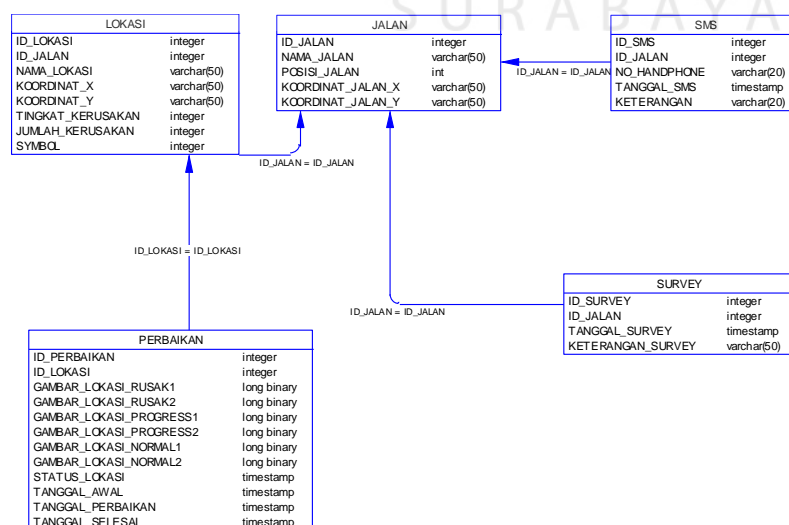 SURABAYA
LOKASI
ID_LOKASI integer
ID_JALAN integer
NAMA_LOKASI varchar(50)
KOORDINAT_X varchar(50)
KOORDINAT_Y varchar(50)
TINGKAT_KERUSAKAN integer
JUMLAH_KERUSAKAN integer
SYMBOL integer
JALAN
ID_JALAN integer
NAMA_JALAN varchar(50)
POSISI_JALAN int
KOORDINAT_JALAN_X varchar(50)
KOORDINAT_JALAN_Y varchar(50)
ID_JALAN = ID_JALAN
SMS
ID_SMS integer
ID_JALAN integer
NO_HANDPHONE varchar(20)
TANGGAL_SMS timestamp
KETERANGAN varchar(20)
ID_JALAN = ID_JALAN
ID_LOKASI = ID_LOKASI
ID_JALAN = ID_JALAN
SURVEY
ID_SURVEY integer
ID_JALAN integer
TANGGAL_SURVEY timestamp
KETERANGAN_SURVEY varchar(50)
PERBAIKAN
ID_PERBAIKAN integer
ID_LOKASI integer
GAMBAR_LOKASI_RUSAK1 long binary
GAMBAR_LOKASI_RUSAK2 long binary
GAMBAR_LOKASI_PROGRESS1 long binary
GAMBAR_LOKASI_PROGRESS2 long binary
GAMBAR_LOKASI_NORMAL1 long binary
GAMBAR_LOKASI_NORMAL2 long binary
STATUS_LOKASI timestamp
TANGGAL_AWAL timestamp
TANGGAL_PERBAIKAN timestamp
TANGGAL_SELESAI timestamp